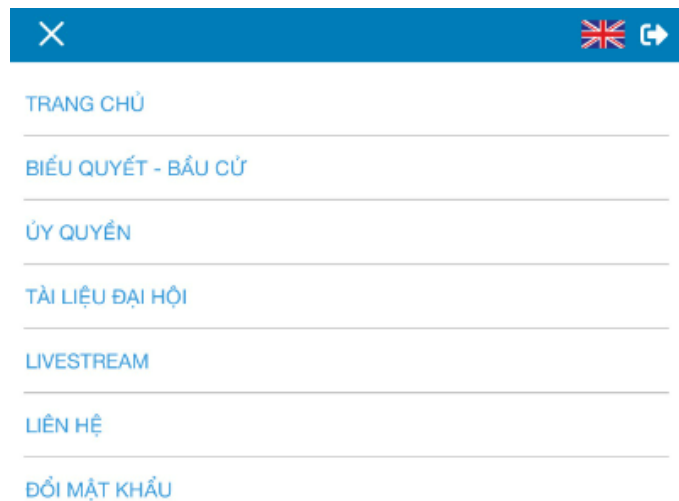 TRANG CHỦ
BIỂU QUYẾT - BẦU CỬ
ỦY QUYỀN
TÀI LIỆU ĐẠI HỘI
LIVESTREAM
LIÊN HỆ
ĐỔI MẬT KHẨU